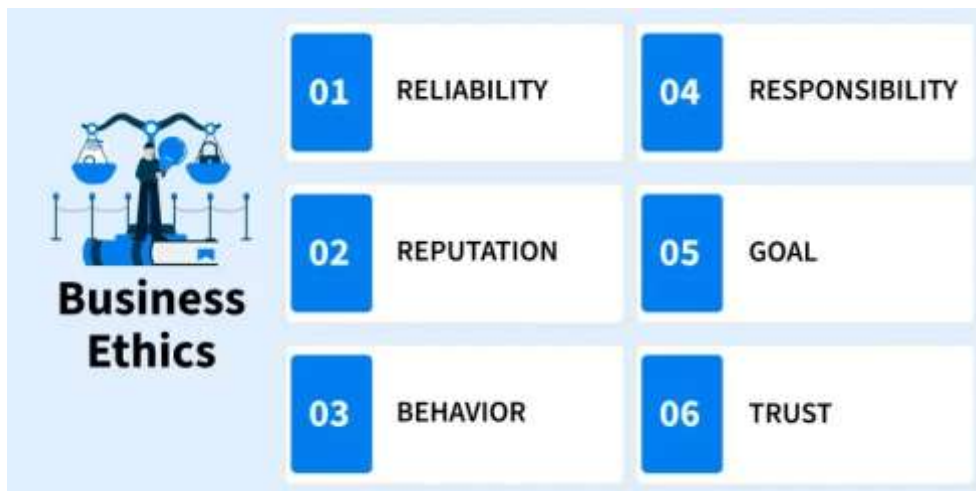 Business
Ethics
01
RELIABILITY
02
REPUTATION
03
BEHAVIOR
04
RESPONSIBILITY
05
GOAL
06
TRUST